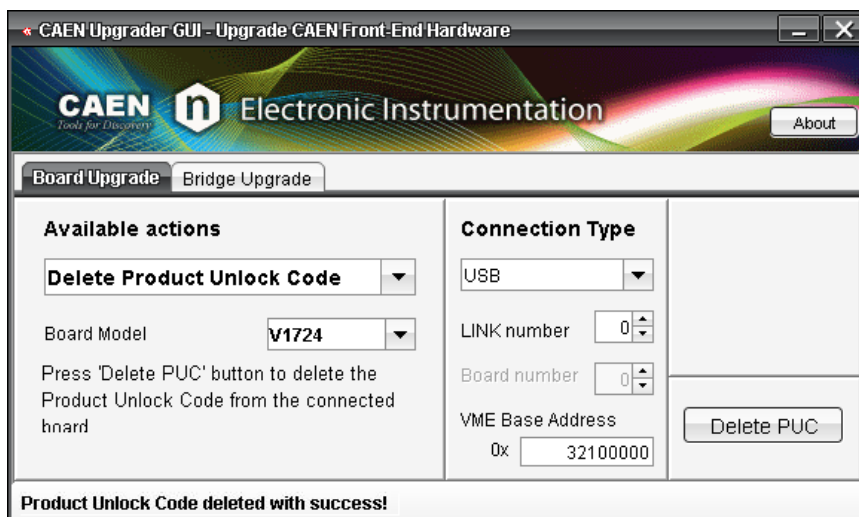 CAEN Upgrader GUI - Upgrade CAEN Front-End Hardware
CAEN n Electronic Instrumentation
Tools for Discovery
About
Board Upgrade Bridge Upgrade
Available actions
Delete Product Unlock Code
Board Model V1724
Press 'Delete PUC' button to delete the
Product Unlock Code from the connected
board
Connection Type
USB
LINK number 0
Board number 0
VME Base Address
0x 32100000
Delete PUC
Product Unlock Code deleted with success!